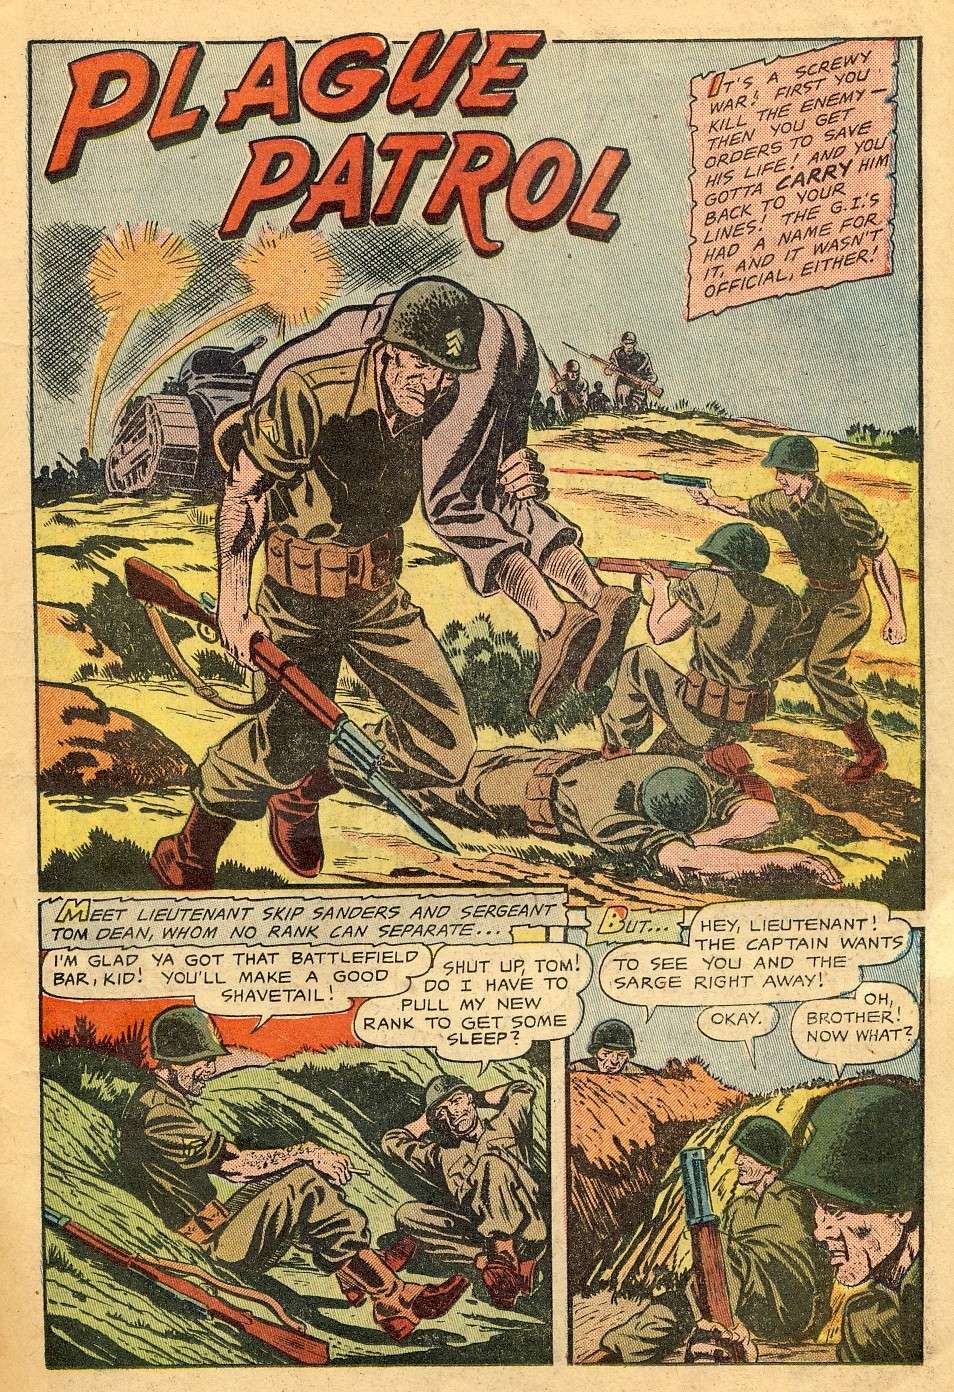 PLAGUE
PATROL
IT'S A SCREWY
WAR! FIRST YOU
KILL THE ENEMY—
THEN YOU GET
ORDERS TO SAVE
HIS LIFE! AND YOU
GOTTA CARRY HIM
BACK TO YOUR
LINES! THE G.I.'S
HAD A NAME FOR
IT, AND IT WASN'T
OFFICIAL, EITHER!
MEET LIEUTENANT SKIP SANDERS AND SERGEANT
TOM DEAN, WHOM NO RANK CAN SEPARATE...
I'M GLAD YA GOT THAT BATTLEFIELD
BAR, KID! YOU'LL MAKE A GOOD
SHAVETAIL!
SHUT UP, TOM!
DO I HAVE TO
PULL MY NEW
RANK TO GET SOME
SLEEP?
BUT...
HEY, LIEUTENANT!
THE CAPTAIN WANTS
TO SEE YOU AND THE
SARGE RIGHT AWAY!
OKAY.
OH,
BROTHER!
NOW WHAT?